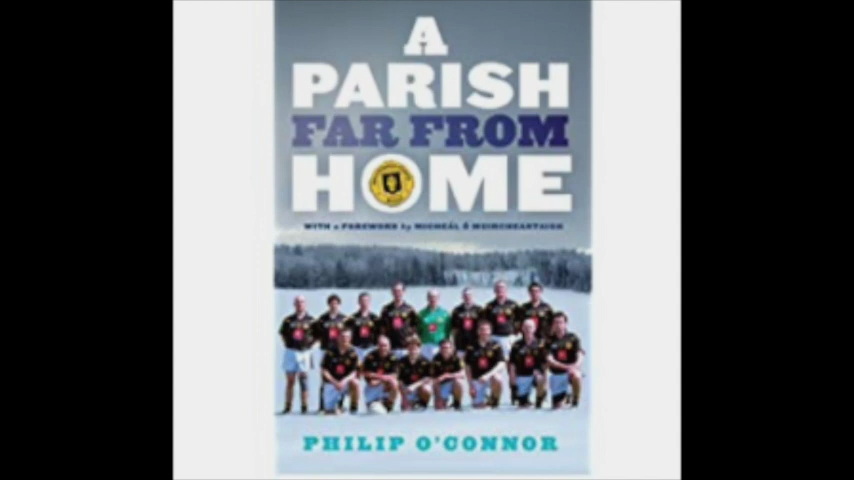 A
PARISH
FAR FROM
HOME
WITH A FOREWORD by MICHEÁL Ó MUIRCHEARTAIGH
PHILIP O'CONNOR